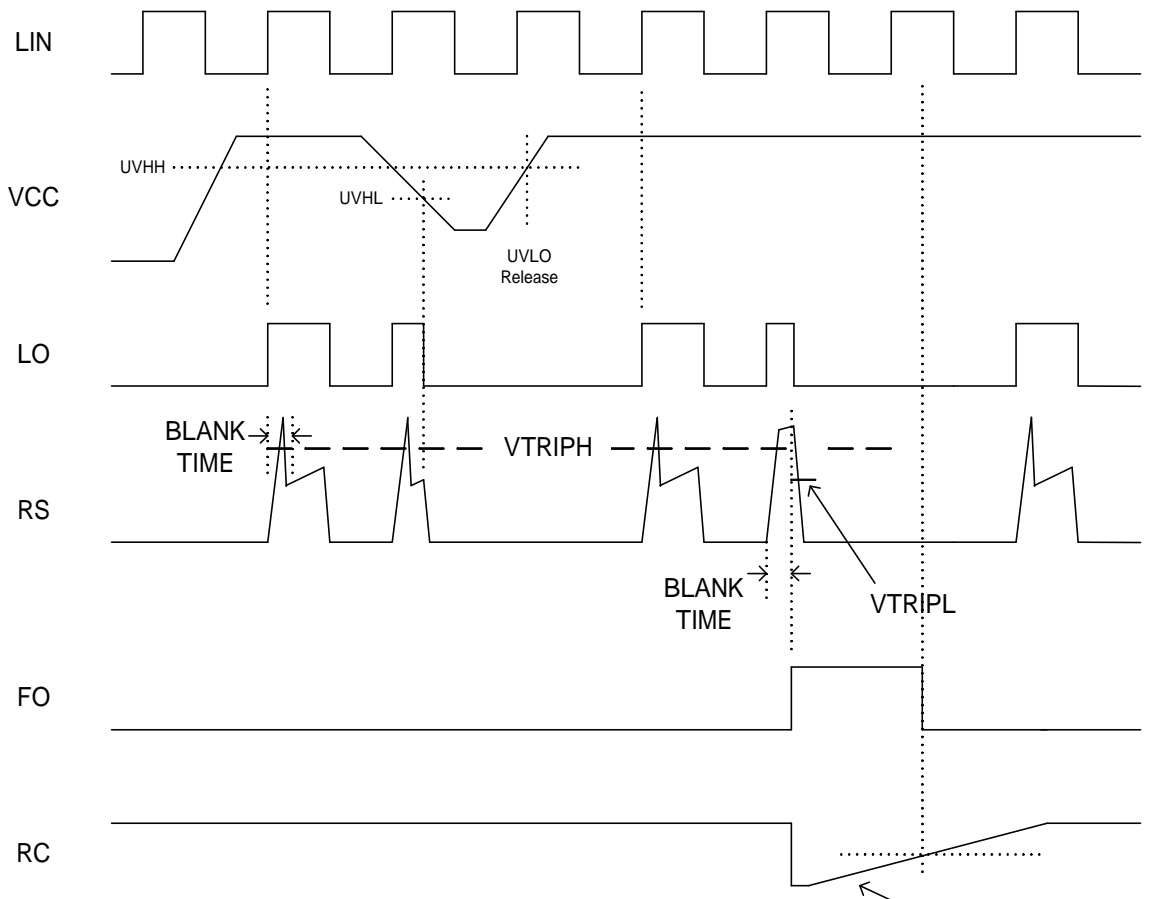 LIN
UVHH
UVHL
VCC
UVLO
Release
LO
BLANK
TIME
VTRIPH
RS
BLANK
TIME
VTRIPL
FO
RC